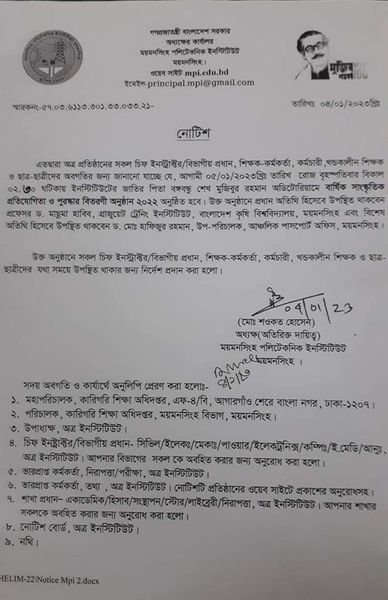 গণপ্রজাতন্ত্রী বাংলাদেশ সরকার
অধ্যক্ষের কার্যালয়
ময়মনসিংহ পলিটেকনিক ইনস্টিটিউট
ময়মনসিংহ।
ওয়েব সাইট mpi.edu.bd
ইমেইল-principal.mpi@gmail.com
মুজিব
স্মারকনং-৫৭.০৩.৬১১৩.৩০১.৩৩.০৩৩.২১-
তারিখঃ ০৪/০১/২০২৩খ্রিঃ
নোটিশ
এতদ্বারা অত্র প্রতিষ্ঠানের সকল চিফ ইনস্ট্রাক্টর/বিভাগীয় প্রধান, শিক্ষক-কর্মকর্তা, কর্মচারী,খন্ডকালীন শিক্ষক
ও ছাত্র-ছাত্রীদের অবগতির জন্য জানানো যাচ্ছে যে, আগামী ০৫/০১/২০২৩খ্রিঃ তারিখ রোজ বৃহস্পতিবার বিকাল
০২.৩০ ঘটিকায় ইনস্টিটিউটের জাতির পিতা বঙ্গবন্ধু শেখ মুজিবুর রহমান অডিটোরিয়ামে বার্ষিক সাংস্কৃতিক
প্রতিযোগিতা ও পুরষ্কার বিতরণী অনুষ্ঠান ২০২২ অনুষ্ঠিত হবে। উক্ত অনুষ্ঠানে প্রধান অতিথি হিসেবে উপস্থিত থাকবেন
প্রফেসর ড. মাছুমা হাবিব, গ্রাজুয়েট ট্রেনিং ইনস্টিটিউট, বাংলাদেশ কৃষি বিশ্ববিদ্যালয়, ময়মনসিংহ এবং বিশেষ
অতিথি হিসেবে উপস্থিত থাকবেন ড. মোঃ হাফিজুর রহমান, উপ-পরিচালক, আঞ্চলিক পাসপোর্ট অফিস, ময়মনসিংহ।
উক্ত অনুষ্ঠানে সকল চিফ ইনস্ট্রাক্টর/বিভাগীয় প্রধান, শিক্ষক-কর্মকর্তা, কর্মচারী, খন্ডকালীন শিক্ষক ও ছাত্র-
ছাত্রীদের যথা সময়ে উপস্থিত থাকার জন্য নির্দেশ প্রদান করা হলো।
04/01/23
(মোঃ শওকত হোসেন)
অধ্যক্ষ(অতিরিক্ত দায়িত্ব)
ময়মনসিংহ পলিটেকনিক ইনস্টিটিউট
ময়মনসিংহ ।
সদয় অবগতি ও কার্যার্থে অনুলিপি প্রেরণ করা হলোঃ-
১. মহাপরিচালক, কারিগরি শিক্ষা অধিদপ্তর, এফ-৪/বি, আগারগাঁও শেরে বাংলা নগর, ঢাকা-১২০৭।
২. পরিচালক, কারিগরি শিক্ষা অধিদপ্তর, ময়মনসিংহ বিভাগ, ময়মনসিংহ।
৩. উপাধ্যক্ষ, অত্র ইনস্টিটিউট।
৪. চিফ ইনস্ট্রাক্টর/বিভাগীয় প্রধান- সিভিল/ইলেকঃ/মেকাঃ/পাওয়ার/ইলেকট্রনিক্স/কম্পিঃ/ই.মেডি/আনুঃ,
অত্র ইনস্টিটিউট। আপনার বিভাগের সকল কে অবহিত করার জন্য অনুরোধ করা হলো।
৫. ভারপ্রাপ্ত কর্মকর্তা, নিরাপত্তা/পরীক্ষা, অত্র ইনস্টিটিউট।
৬. ভারপ্রাপ্ত কর্মকর্তা, তথ্য , অত্র ইনস্টিটিউট। নোটিশটি প্রতিষ্ঠানের ওয়েব সাইটে প্রকাশের অনুরোধসহ।
৭. শাখা প্রধান- একাডেমিক/হিসাব/সংস্থাপন/স্টোর/লাইব্রেরী/নিরাপত্তা, অত্র ইনস্টিটিউট। আপনার শাখার
সকলকে অবহিত করার জন্য অনুরোধ করা হলো।
৮. নোটিশ বোর্ড, অত্র ইনস্টিটিউট।
৯. নথি।
HELIM-22\Notice Mpi 2.docx